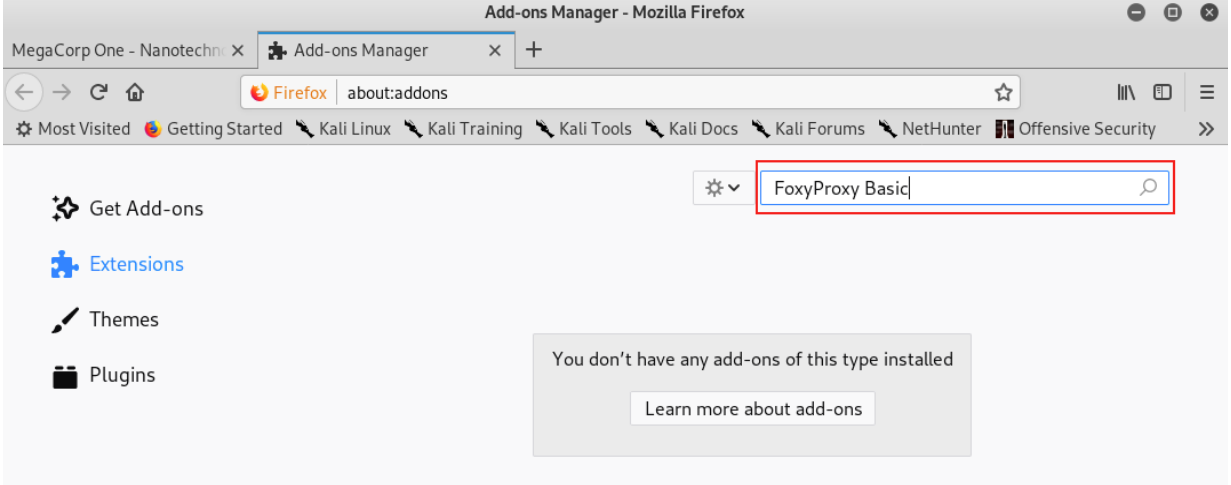 Add-ons Manager - Mozilla Firefox
MegaCorp One - Nanotechno Add-ons Manager
Firefox about:addons
Most Visited Getting Started Kali Linux Kali Training Kali Tools Kali Docs Kali Forums NetHunter Offensive Security
FoxyProxy Basic
Get Add-ons
Extensions
Themes
Plugins
You don't have any add-ons of this type installed
Learn more about add-ons